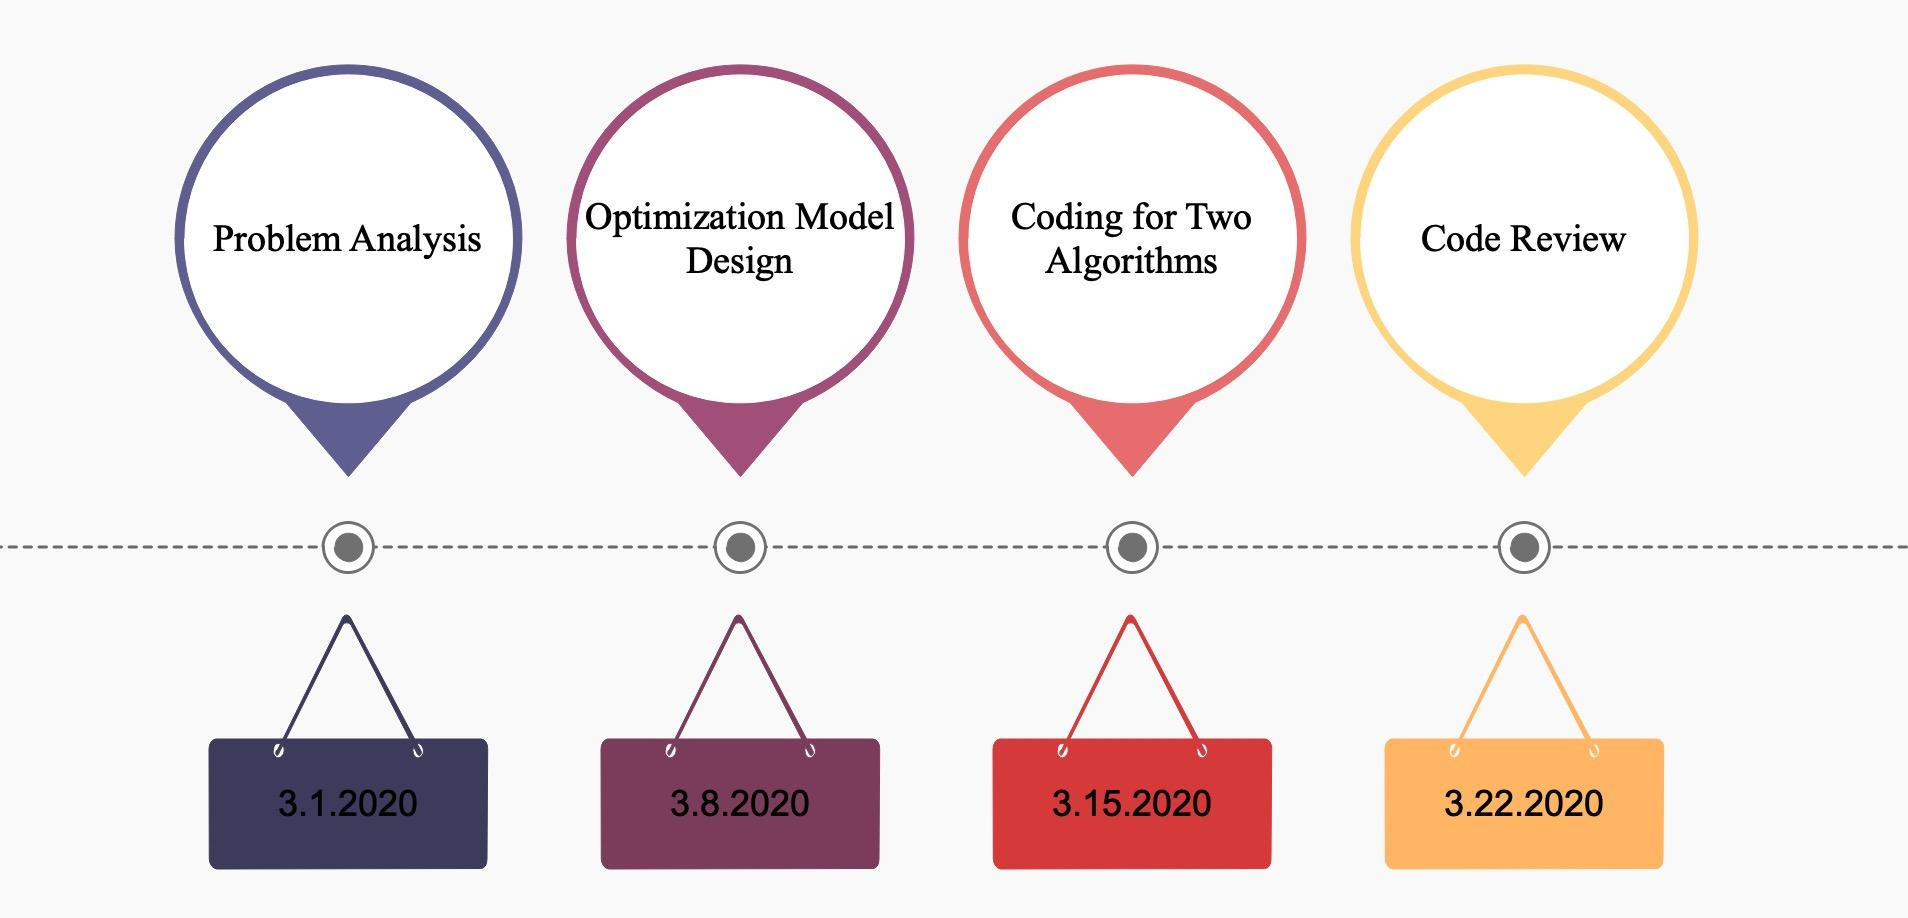 Problem Analysis
Optimization Model
Design
Coding for Two
Algorithms
Code Review
3.1.2020
3.8.2020
3.15.2020
3.22.2020